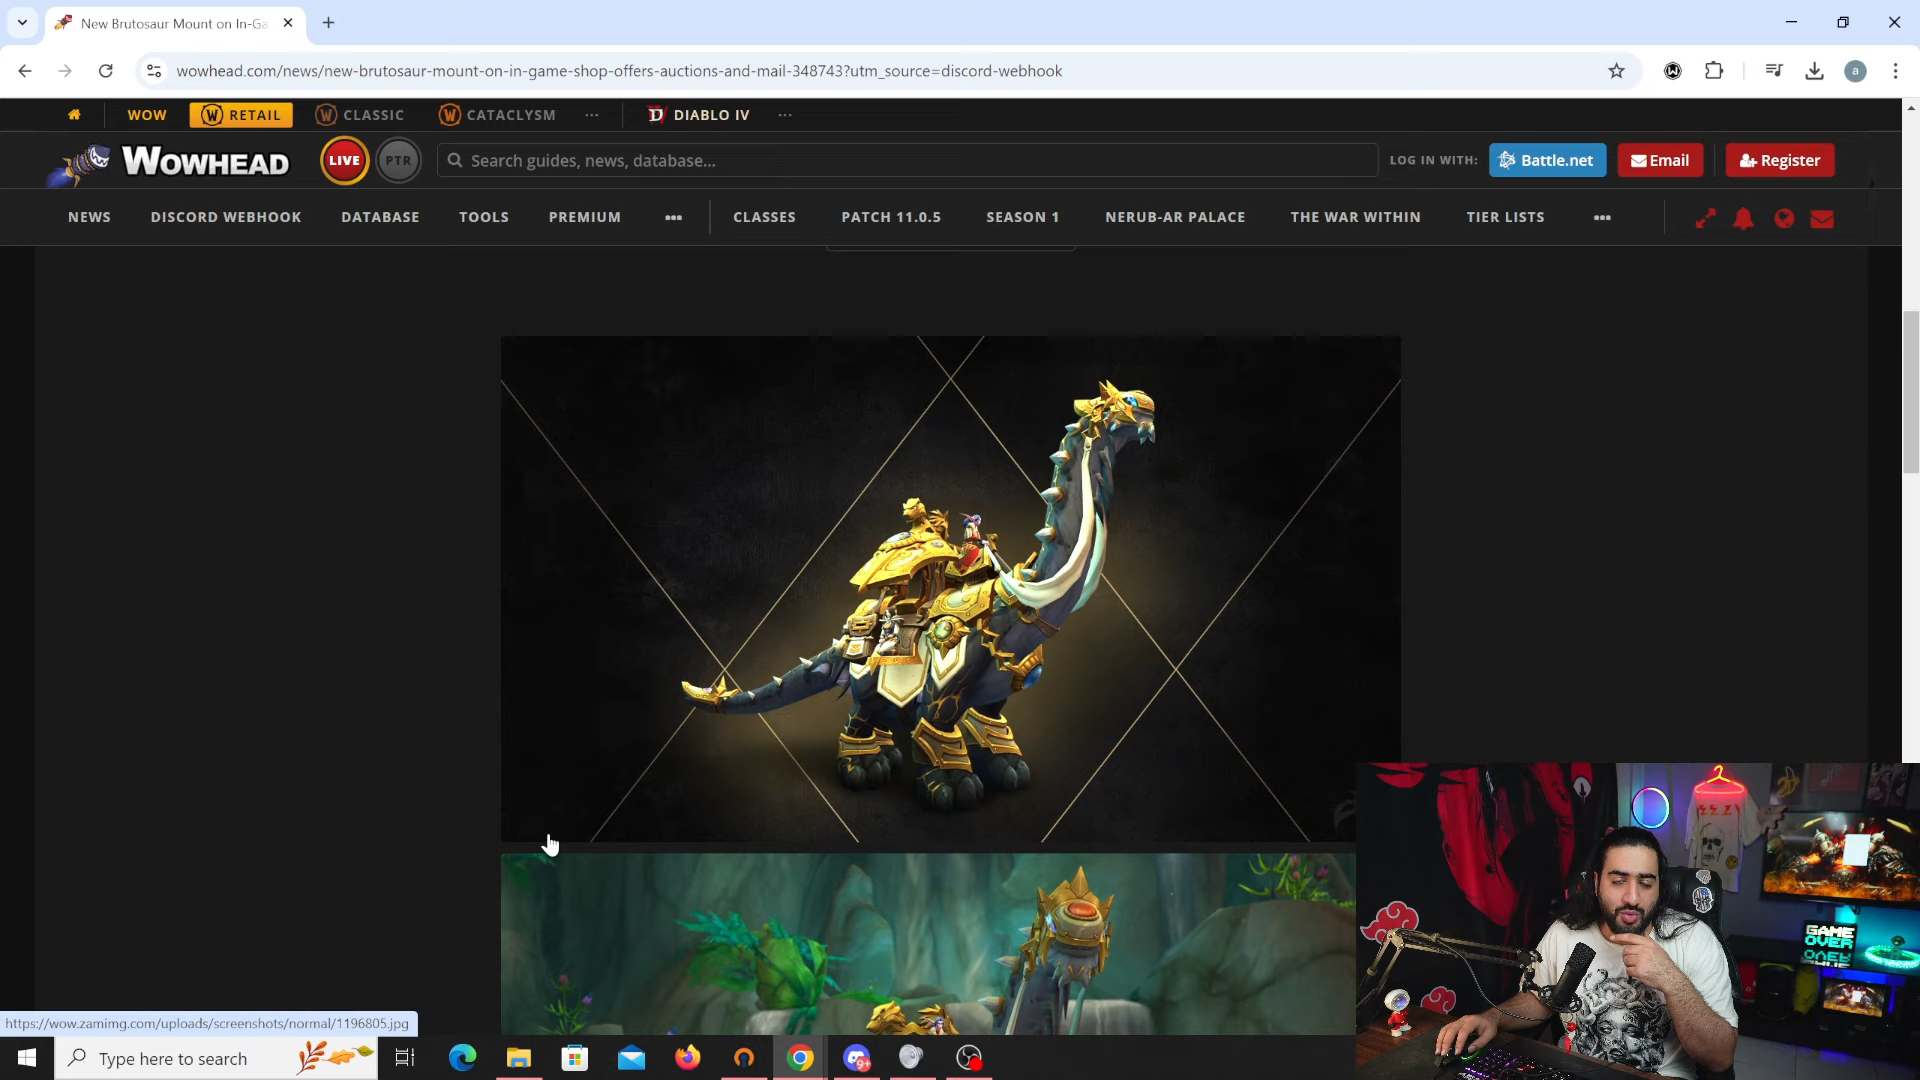 New Brutosaur Mount on In-Ga
wowhead.com/news/new-brutosaur-mount-on-in-game-shop-offers-auctions-and-mail-348743?utm_source=discord-webhook
a
WOW
RETAIL
CLASSIC
CATACLYSM
DIABLO IV
WOWHEAD
LIVE
PTR
Search guides, news, database...
LOG IN WITH:
Battle.net
Email
Register
NEWS
DISCORD WEBHOOK
DATABASE
TOOLS
PREMIUM
CLASSES
PATCH 11.0.5
SEASON 1
NERUB-AR PALACE
THE WAR WITHIN
TIER LISTS
GAME
OVER
https://wow.zamimg.com/uploads/screenshots/normal/1196805.jpg
Type here to search
9+